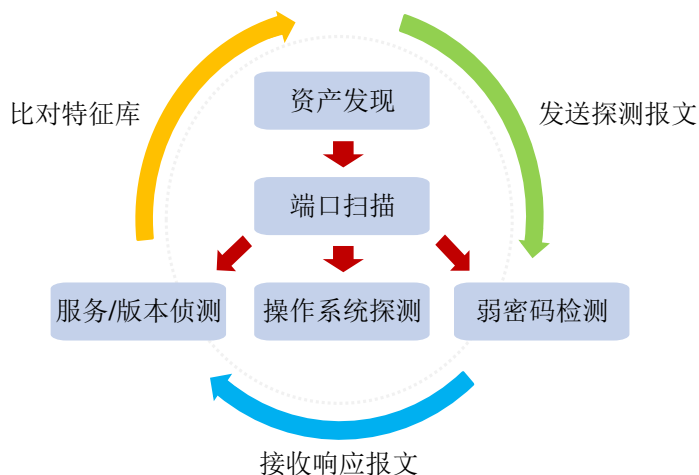 资产发现
比对特征库
发送探测报文
端口扫描
服务/版本侦测
操作系统探测
弱密码检测
接收响应报文